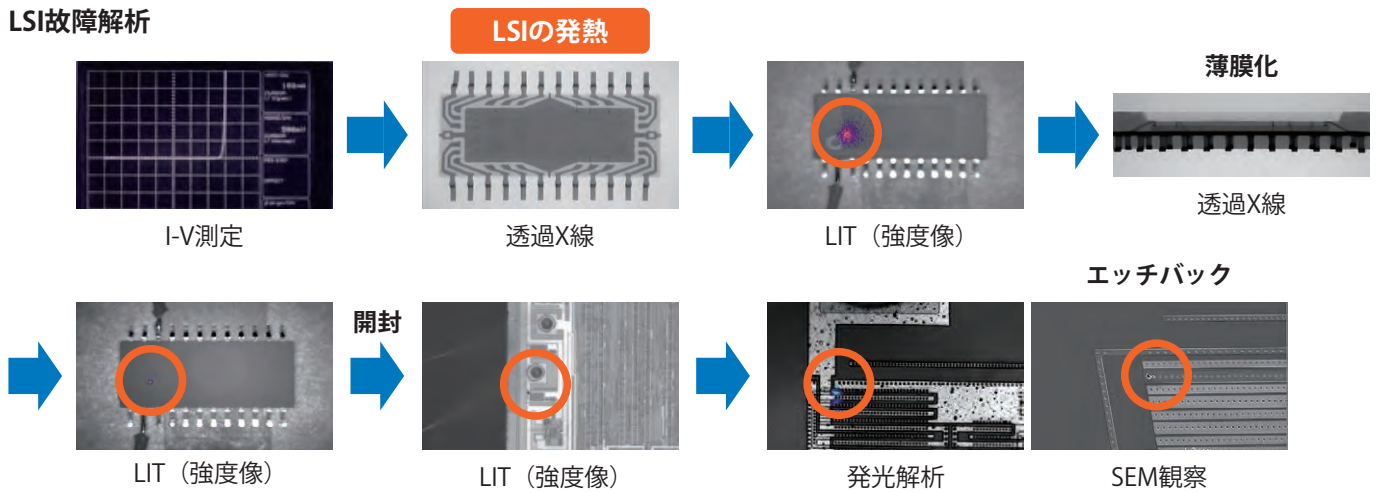 LSI故障解析
LSIの発熱
薄膜化
I-V測定
透過X線
LIT（強度像）
透過X線
エッチバック
開封
LIT（強度像）
LIT（強度像）
発光解析
SEM観察